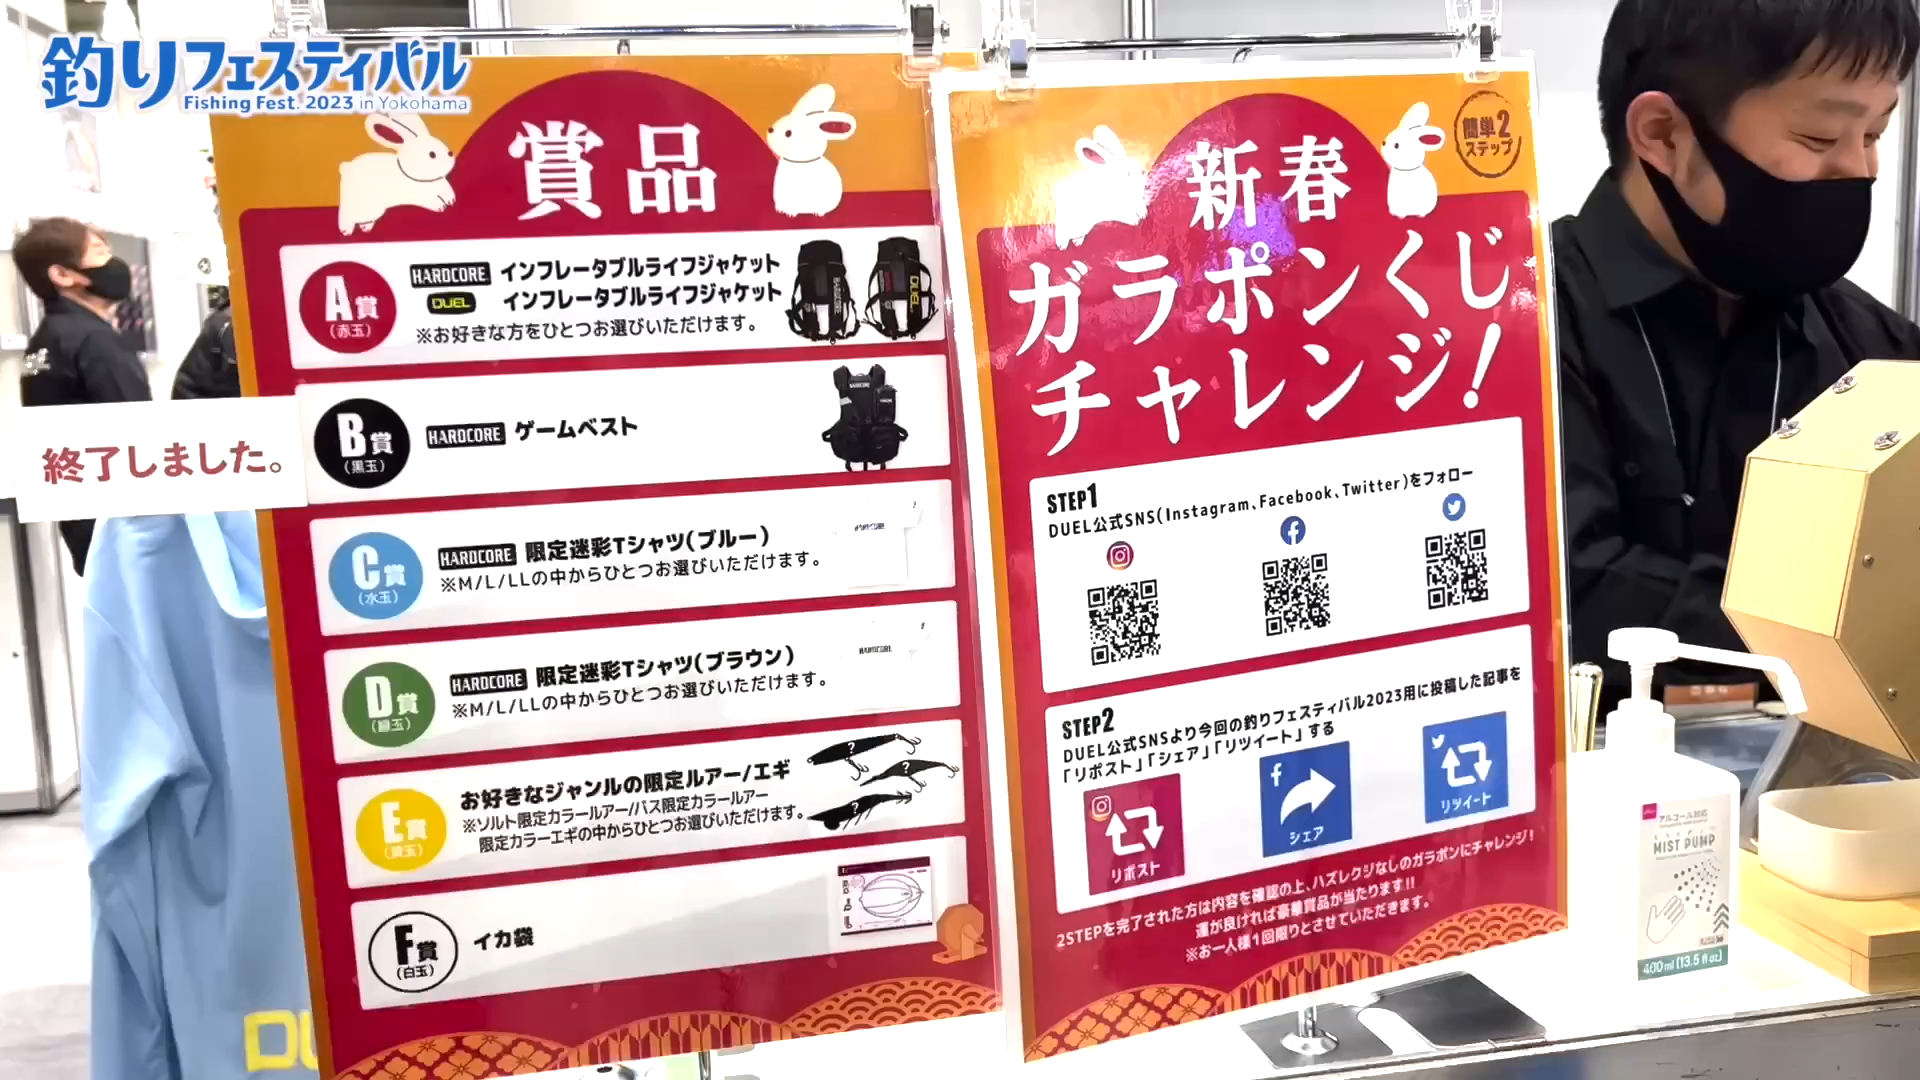 釣りフェスティバル
Fishing Fest. 2023 in Yokohama
終了しました。
賞品
A賞
(赤玉)
HARDCORE インフレータブルライフジャケット
DUEL インフレータブルライフジャケット
※お好きな方をひとつお選びいただけます。
B賞
(黒玉)
HARDCORE ゲームベスト
C賞
(水玉)
HARDCORE 限定迷彩Tシャツ(ブルー)
※M/L/LLの中からひとつお選びいただけます。
D賞
(緑玉)
HARDCORE 限定迷彩Tシャツ(ブラウン)
※M/L/LLの中からひとつお選びいただけます。
E賞
(黄玉)
お好きなジャンルの限定ルアー/エギ
※ソルト限定カラールアー/バス限定カラールアー
限定カラーエギの中からひとつお選びいただけます。
F賞
(白玉)
イカ袋
簡単2
ステップ
新春
ガラポンくじ
チャレンジ!
STEP1
DUEL公式SNS(Instagram、Facebook、Twitter)をフォロー
STEP2
DUEL公式SNSより今回の釣りフェスティバル2023用に投稿した記事を
「リポスト」「シェア」「リツイート」する
リポスト
シェア
リツイート
2STEPを完了された方は内容を確認の上、ハズレクジなしのガラポンにチャレンジ!
運が良ければ豪華賞品が当たります!!
※お一人様1回限りとさせていただきます。
アルコール対応
MIST PUMP
400ml (13.5 fl oz)